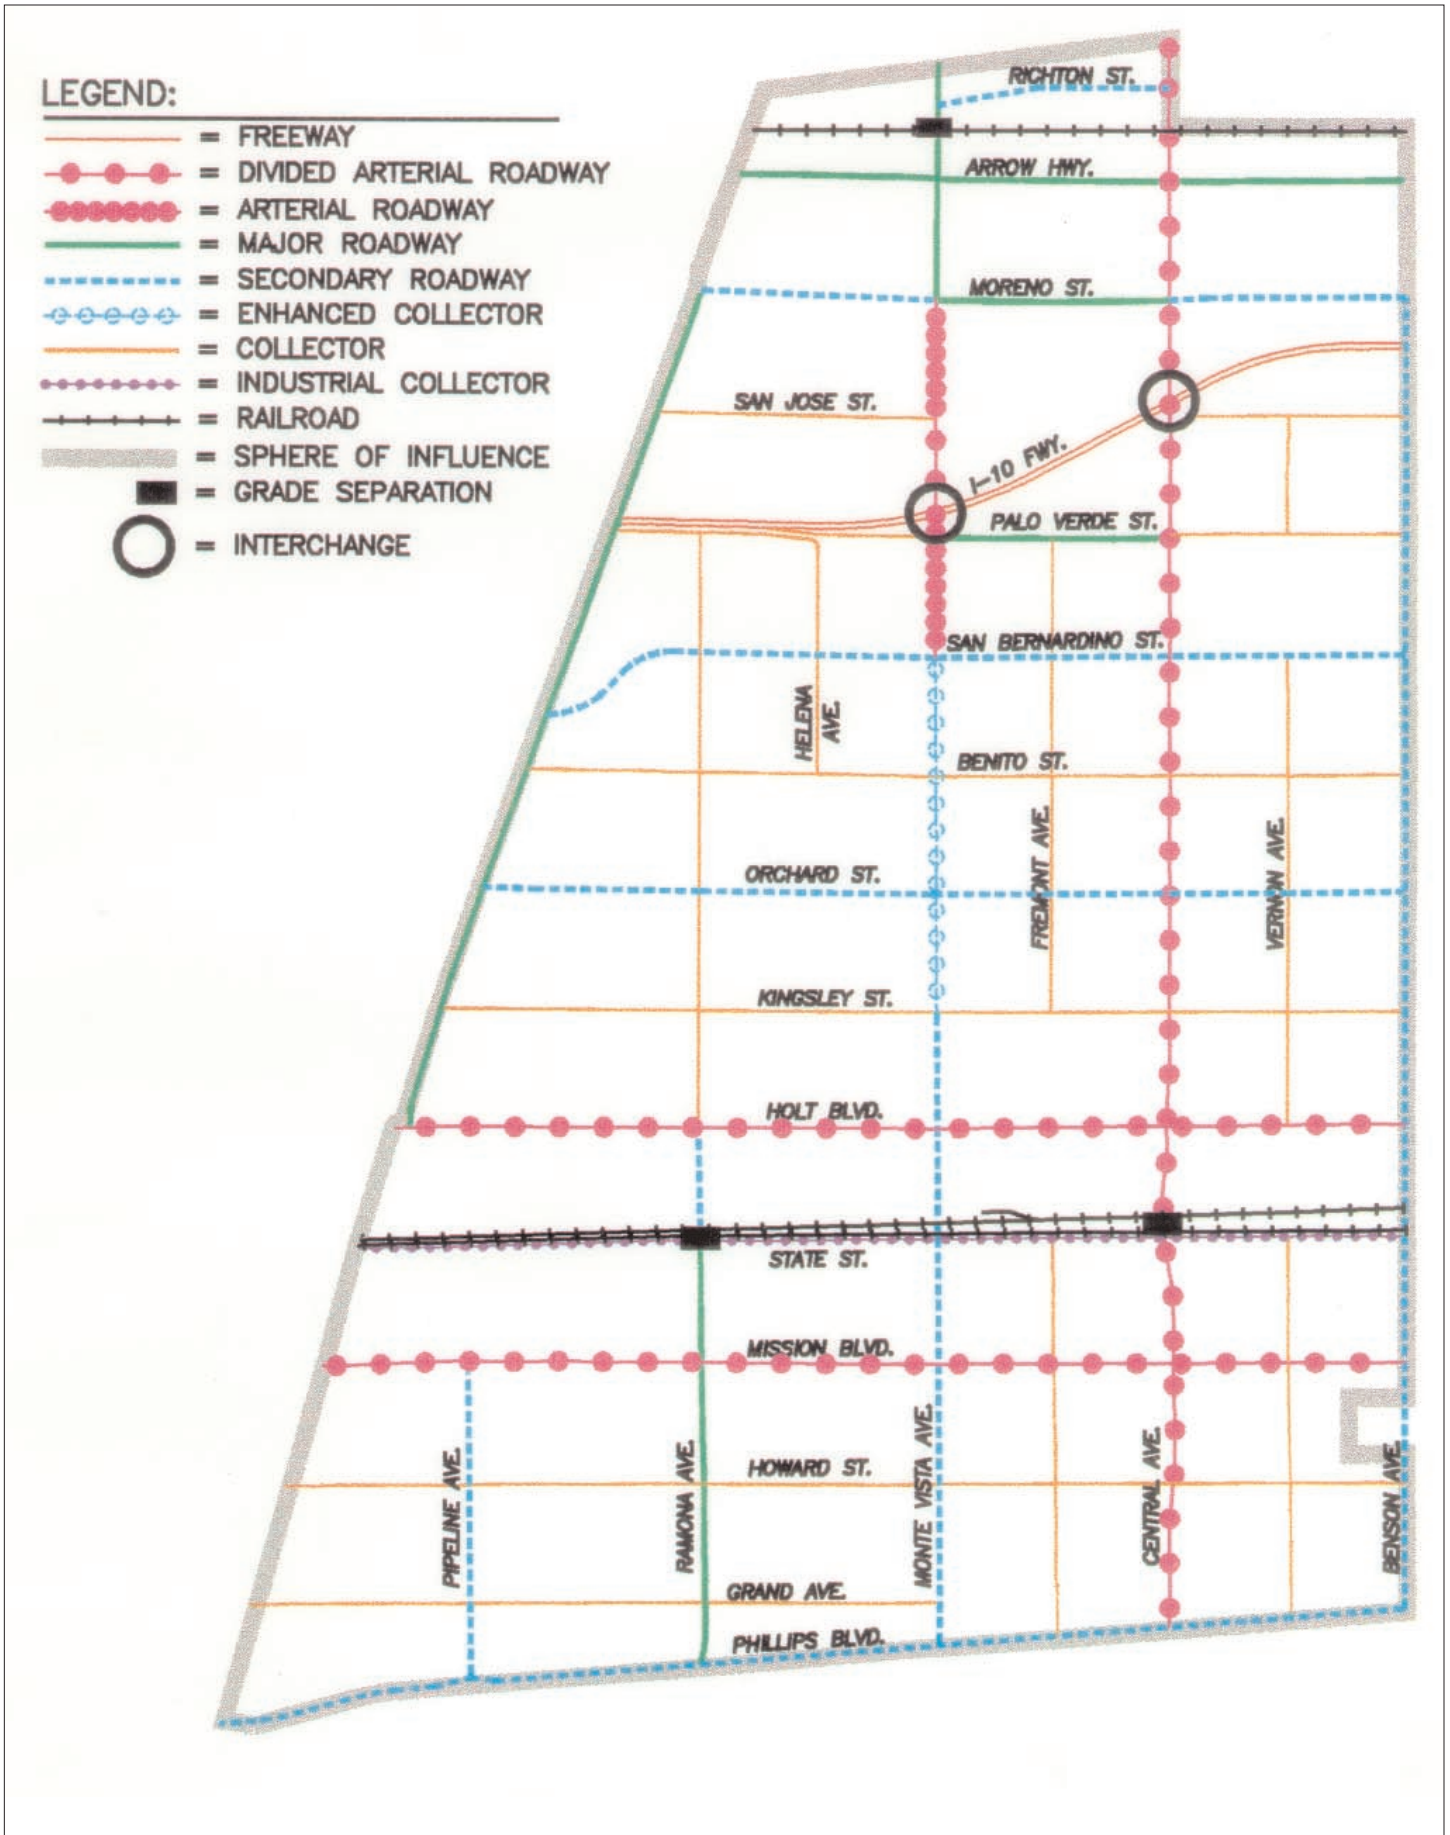 LEGEND:
= FREEWAY
= DIVIDED ARTERIAL ROADWAY
= ARTERIAL ROADWAY
= MAJOR ROADWAY
= SECONDARY ROADWAY
= ENHANCED COLLECTOR
= COLLECTOR
= INDUSTRIAL COLLECTOR
= RAILROAD
= SPHERE OF INFLUENCE
= GRADE SEPARATION
= INTERCHANGE
RICHTON ST.
ARROW HWY.
MORENO ST.
SAN JOSE ST.
I-10 FWY.
PALO VERDE ST.
SAN BERNARDINO ST.
HELENA
AVE.
BENITO ST.
FREMONT AVE.
VERNON AVE.
ORCHARD ST.
KINGSLEY ST.
HOLT BLVD.
STATE ST.
MISSION BLVD.
PIPELINE AVE.
RAMONA AVE.
HOWARD ST.
MONTE VISTA AVE.
CENTRAL AVE.
BENSON AVE.
GRAND AVE.
PHILLIPS BLVD.